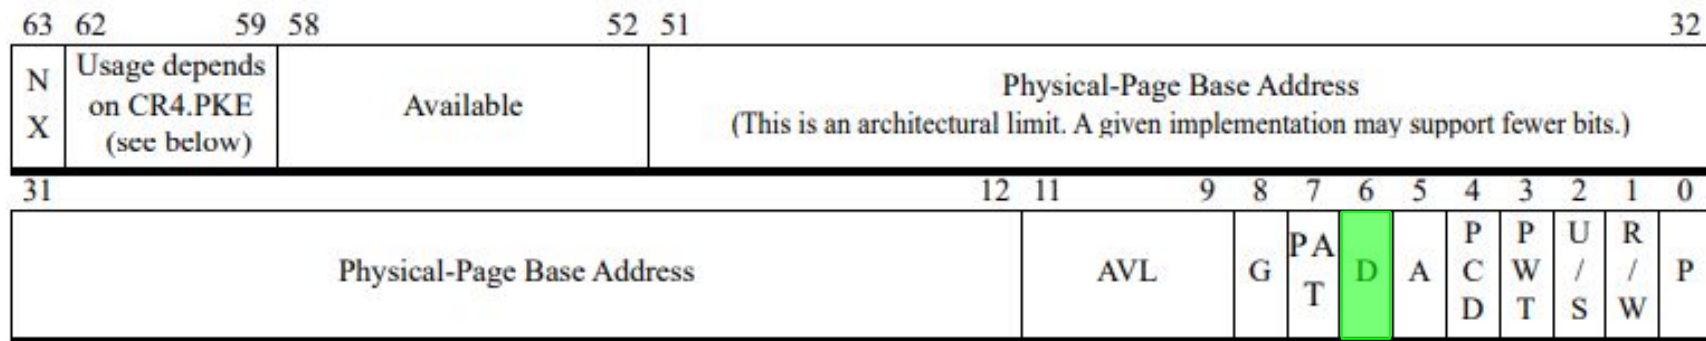 63 62 59 58 52 51 32
N X
Usage depends
on CR4.PKE
(see below)
Available
Physical-Page Base Address
(This is an architectural limit. A given implementation may support fewer bits.)
31 12 11 9 8 7 6 5 4 3 2 1 0
Physical-Page Base Address
AVL
G
PA
T
D
A
P
C
D
P
W
T
U
/
S
R
/
W
P